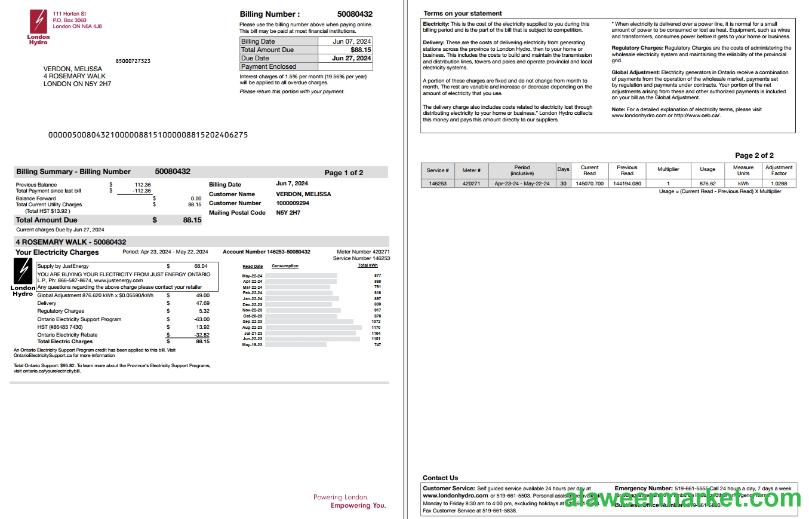 London
Hydro
111 Horton St
P.O. Box 3060
London ON N6A 4J8
Billing Number : 50080432
Please use the billing number above when paying online.
This bill may be paid at most financial institutions.
Billing Date Jun 07, 2024
Total Amount Due $88.15
Due Date Jun 27, 2024
Payment Enclosed
Interest charges of 1.5% per month (19.56% per year)
will be applied to all overdue charges.
Please return this portion with your payment.
65000727323
VERDON, MELISSA
4 ROSEMARY WALK
LONDON ON N5Y 2H7
Billing Summary - Billing Number 50080432 Page 1 of 2
Previous Balance $ 112.36
Total Payment since last bill $ -112.36
Balance Forward $ 0.00
Total Current Utility Charges $ 88.15
(Total HST $13.92 )
Total Amount Due $ 88.15
Current charges Due by Jun 27, 2024
Billing Date Jun 7, 2024
Customer Name VERDON, MELISSA
Customer Number 1000009294
Mailing Postal Code N5Y 2H7
4 ROSEMARY WALK - 50080432
Your Electricity Charges Period: Apr 23, 2024 - May 22, 2024 Account Number 146253-50080432 Meter Number 420271
Service Number 146253
London
Hydro
Supply by Just Energy $ 68.04
YOU ARE BUYING YOUR ELECTRICITY FROM JUST ENERGY ONTARIO
L.P, Ph: 866-587-8674, www.justenergy.com
Any questions regarding the above charge please contact your retailer
Delivery $ 47.69
Regulatory Charges $ 5.32
Ontario Electricity Support Program $ -63.00
Ontario Electricity Rebate $ -32.82
Total Electric Charges $ 88.15
An Ontario Electricity Support Program credit has been applied to this bill. Visit
OntarioElectricitySupport.ca for more information
Total Ontario Support: $95.82. To learn more about the Province's Electricity Support Programs,
visit ontario.ca/yourelectricitybill.
Read Date Consumption Total kWh
Powering London.
Empowering You.
Terms on your statement
Electricity: This is the cost of the electricity supplied to you during this
billing period and is the part of the bill that is subject to competition.
Delivery: These are the costs of delivering electricity from generating
stations across the province to London Hydro, then to your home or
business. This includes the costs to build and maintain the transmission
and distribution lines, towers and poles and operate provincial and local
electricity systems.
A portion of these charges are fixed and do not change from month to
month. The rest are variable and increase or decrease depending on the
amount of electricity that you use.
The delivery charge also includes costs related to electricity lost through
distributing electricity to your home or business.* London Hydro collects
this money and pays this amount directly to our suppliers.
* When electricity is delivered over a power line, it is normal for a small
amount of power to be consumed or lost as heat. Equipment, such as wires
and transformers, consumes power before it gets to your home or business.
Regulatory Charges: Regulatory Charges are the costs of administering the
wholesale electricity system and maintaining the reliability of the provincial
grid.
Global Adjustment: Electricity generators in Ontario receive a combination
of payments from the operation of the wholesale market, payments set
by regulation and payments under contracts. Your portion of the net
adjustments arising from these and other authorized payments is included
on your bill as the Global Adjustment.
Note: For a detailed explanation of electricity terms, please visit
www.londonhydro.com or http://www.oeb.ca/.
Page 2 of 2
Service # Meter # Period (inclusive) Days Current Read Previous Read Multiplier Usage Measure Units Adjustment Factor
146253 420271 Apr-23-24 - May-22-24 30 145070.700 144194.080 1 876.62 kWh 1.0288
Usage = (Current Read - Previous Read) X Multiplier
Contact Us
Customer Service: Self guided service available 24 hours per day at
www.londonhydro.com or 519-661-5503. Personal
Monday to Friday 8:30 am to 4:00 pm, excluding holidays at
Fax Customer Service at 519-661-5838.
Emergency Number: 519-661-5555 Call 24 hours a day, 7 days a week
alaweermarket.com